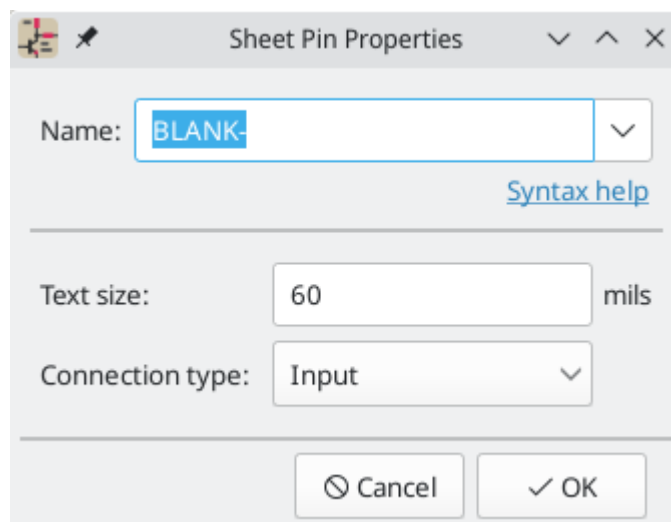 Sheet Pin Properties
Name: BLANK-
Syntax help
Text size: 60 mils
Connection type: Input
Cancel OK